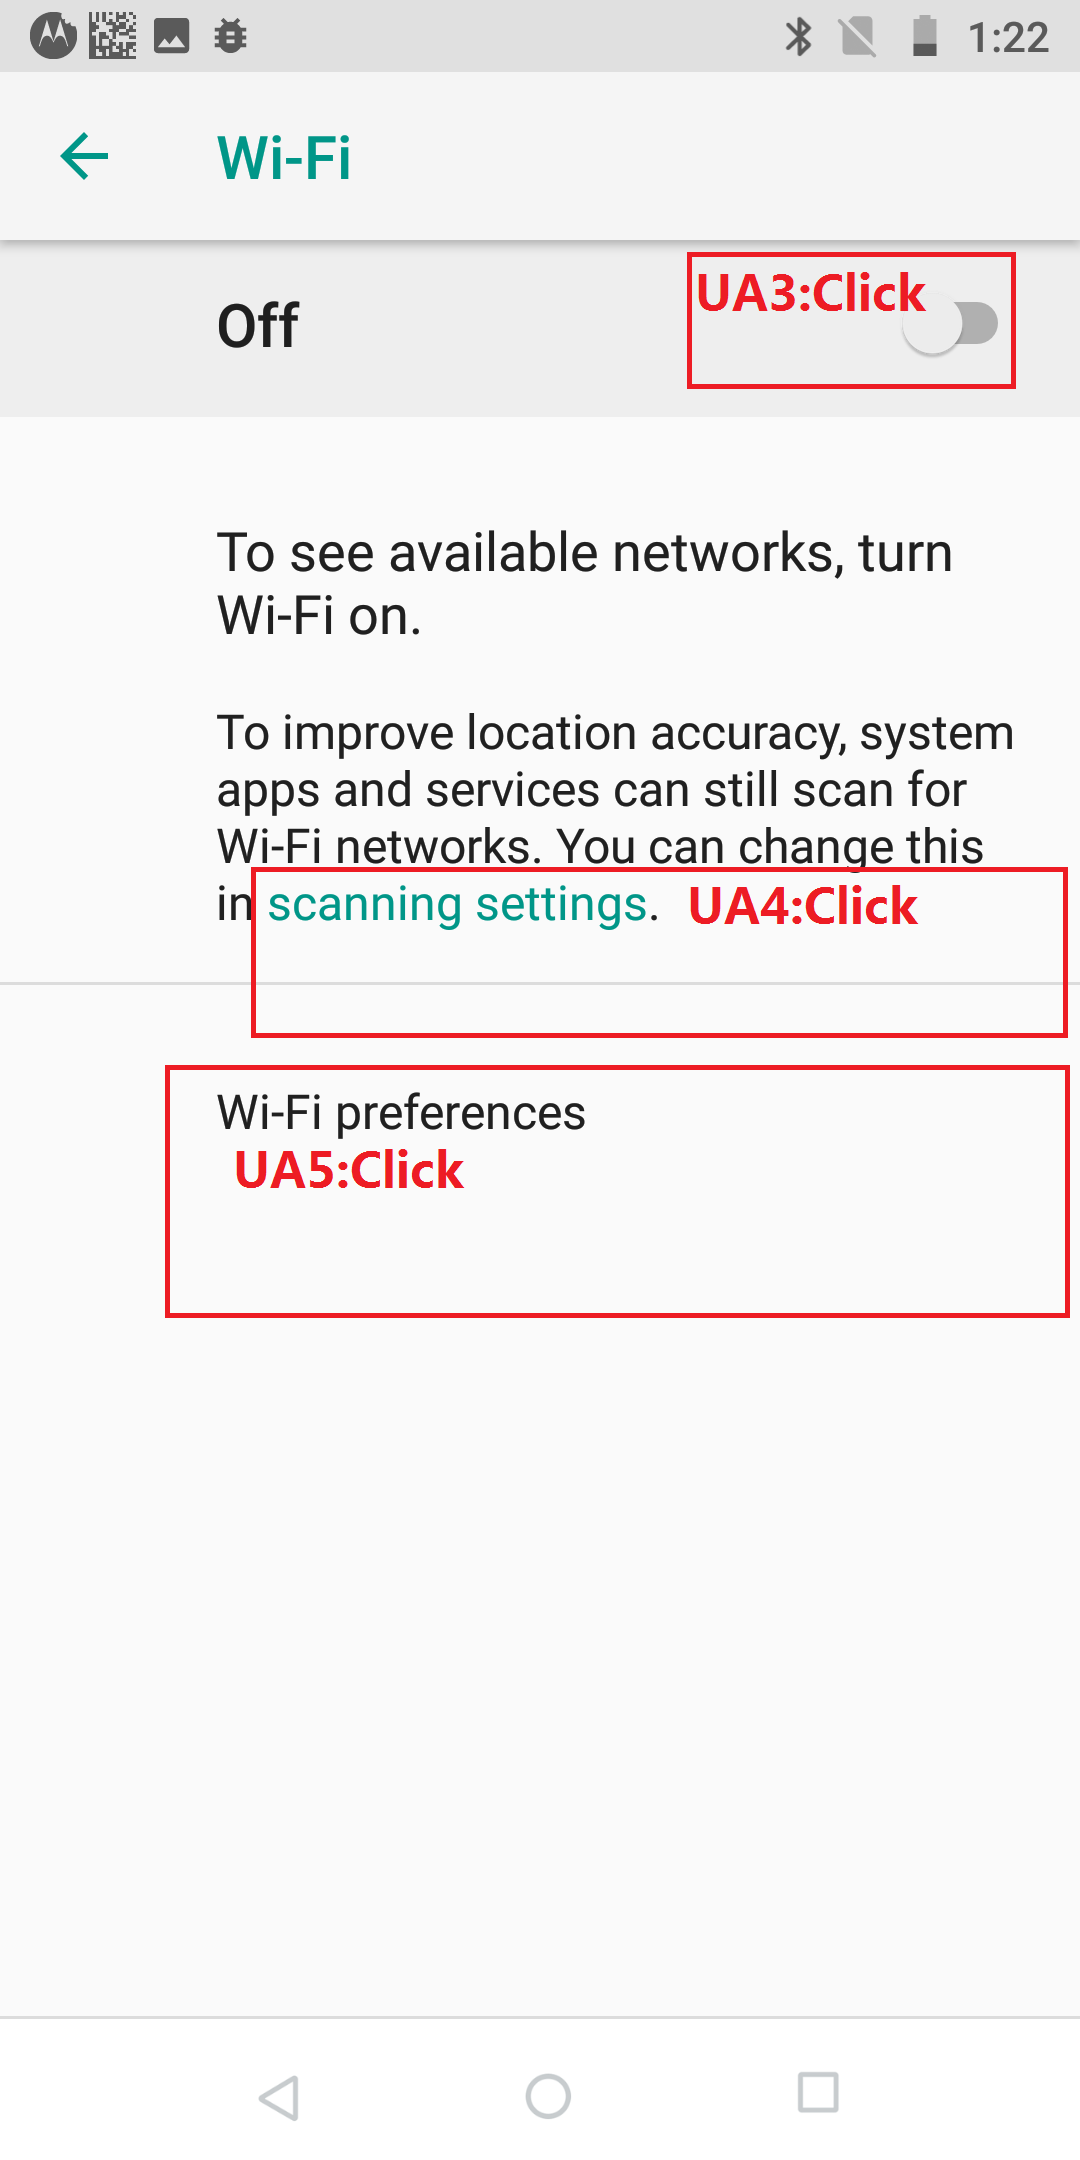 1:22
Wi-Fi
UA3:Click
Off
To see available networks, turn
Wi-Fi on.
To improve location accuracy, system
apps and services can still scan for
Wi-Fi networks. You can change this
in scanning settings. UA4:Click
Wi-Fi preferences
UA5:Click